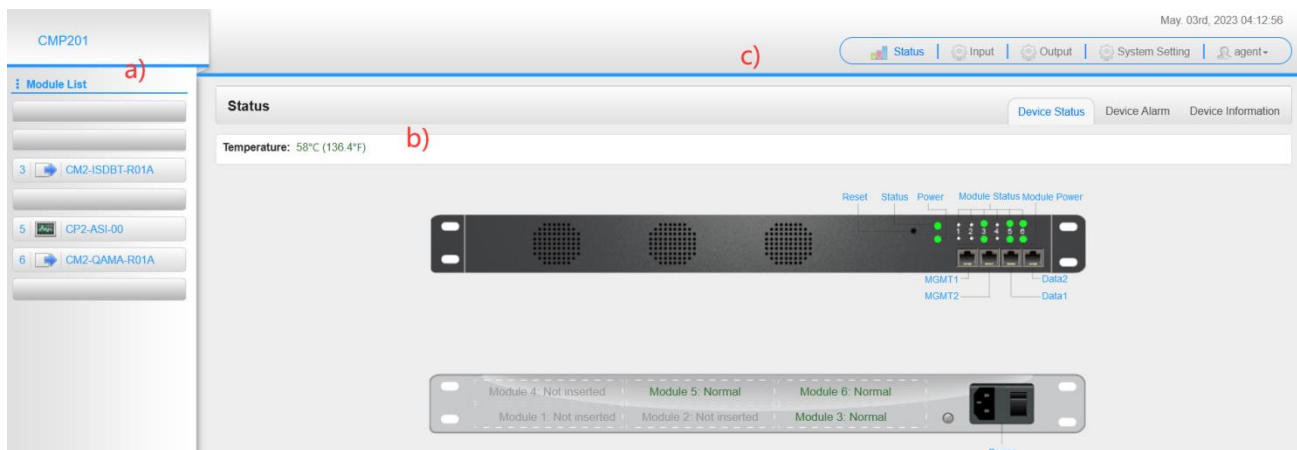 May. 03rd, 2023 04:12:56
CMP201
a)
c)
Status
Input
Output
System Setting
agent
Module List
Status
Device Status
Device Alarm
Device Information
b)
Temperature: 58°C (136.4°F)
3 CM2-ISDBT-R01A
5 CP2-ASI-00
6 CM2-QAMA-R01A
Reset Status Power Module Status Module Power
1 2 3 4 5 6
MGMT1
Data2
MGMT2
Data1
Module 4: Not inserted
Module 5: Normal
Module 6: Normal
Module 1: Not inserted
Module 2: Not inserted
Module 3: Normal